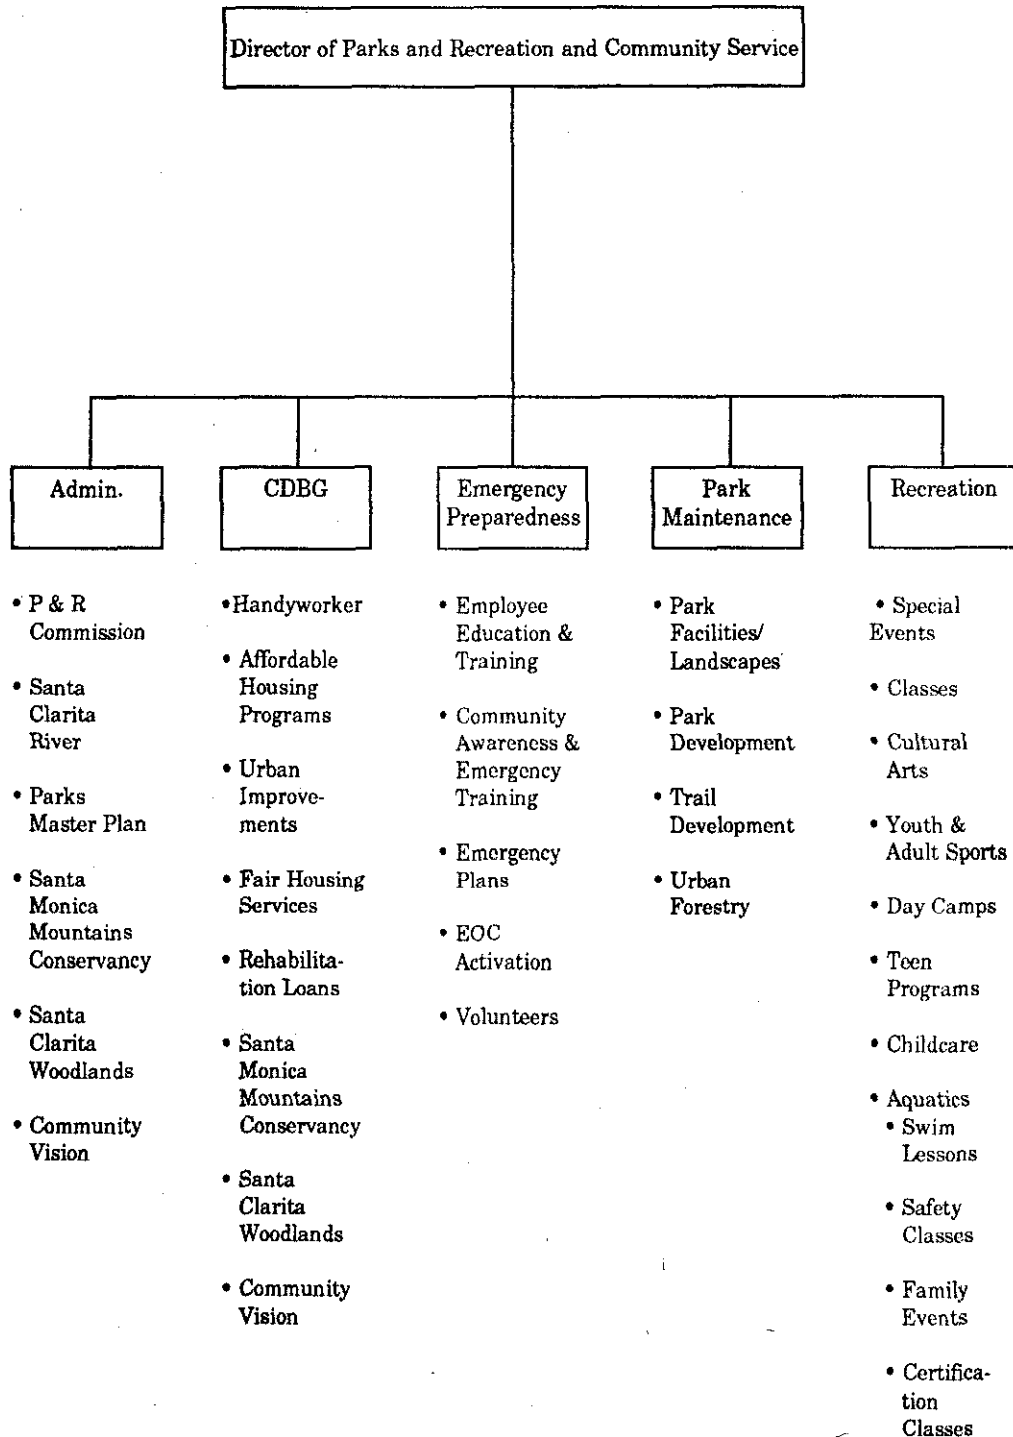 Director of Parks and Recreation and Community Service
Admin.
• P & R
Commission
• Santa
Clarita
River
• Parks
Master Plan
• Santa
Monica
Mountains
Conservancy
• Santa
Clarita
Woodlands
• Community
Vision
CDBG
•Handyworker
• Affordable
Housing
Programs
• Urban
Improve-
ments
• Fair Housing
Services
• Rehabilita-
tion Loans
• Santa
Monica
Mountains
Conservancy
• Santa
Clarita
Woodlands
• Community
Vision
Emergency
Preparedness
• Employee
Education &
Training
• Community
Awareness &
Emergency
Training
• Emergency
Plans
• EOC
Activation
• Volunteers
Park
Maintenance
• Park
Facilities/
Landscapes
• Park
Development
• Trail
Development
• Urban
Forestry
Recreation
• Special
Events
• Classes
• Cultural
Arts
• Youth &
Adult Sports
• Day Camps
• Teen
Programs
• Childcare
• Aquatics
• Swim
Lessons
• Safety
Classes
• Family
Events
• Certifica-
tion
Classes